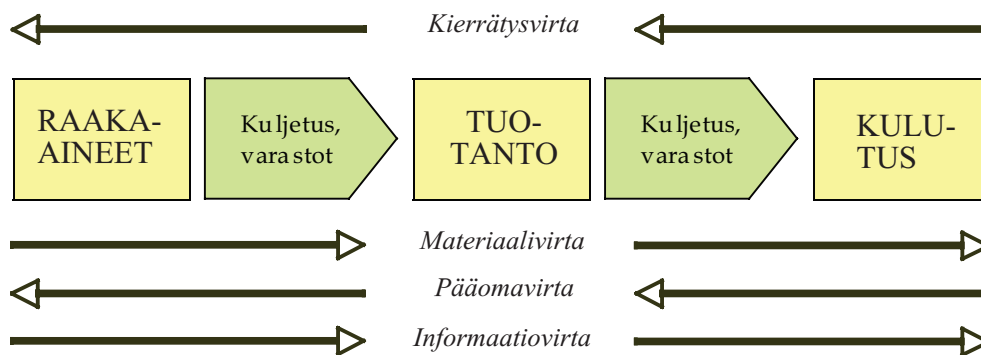 Kierrätysvirta
RAAKA-
AINEET
Kuljetus,
varastot
TUO-
TANTO
Kuljetus,
varastot
KULU-
TUS
Materiaalivirta
Pääomavirta
Informaatiovirta